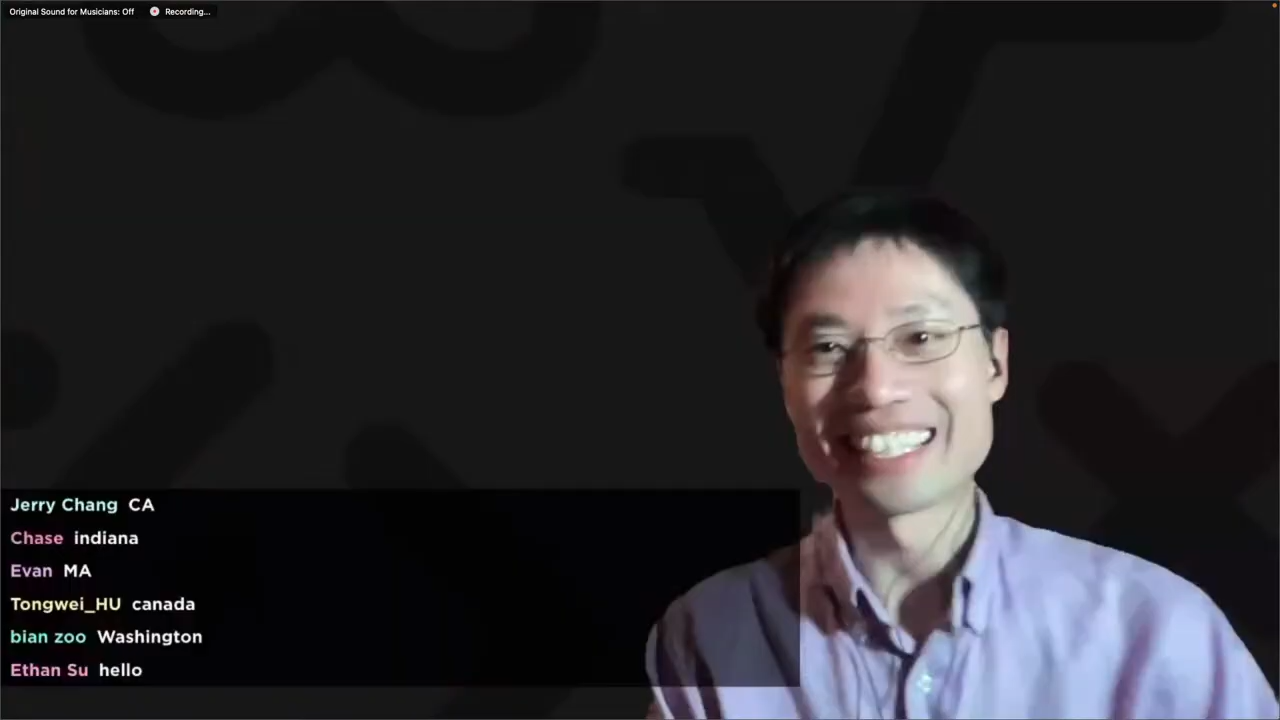 Original Sound for Musicians: Off Recording...
Jerry Chang CA
Chase indiana
Evan MA
Tongwei_HU canada
bian zoo Washington
Ethan Su hello